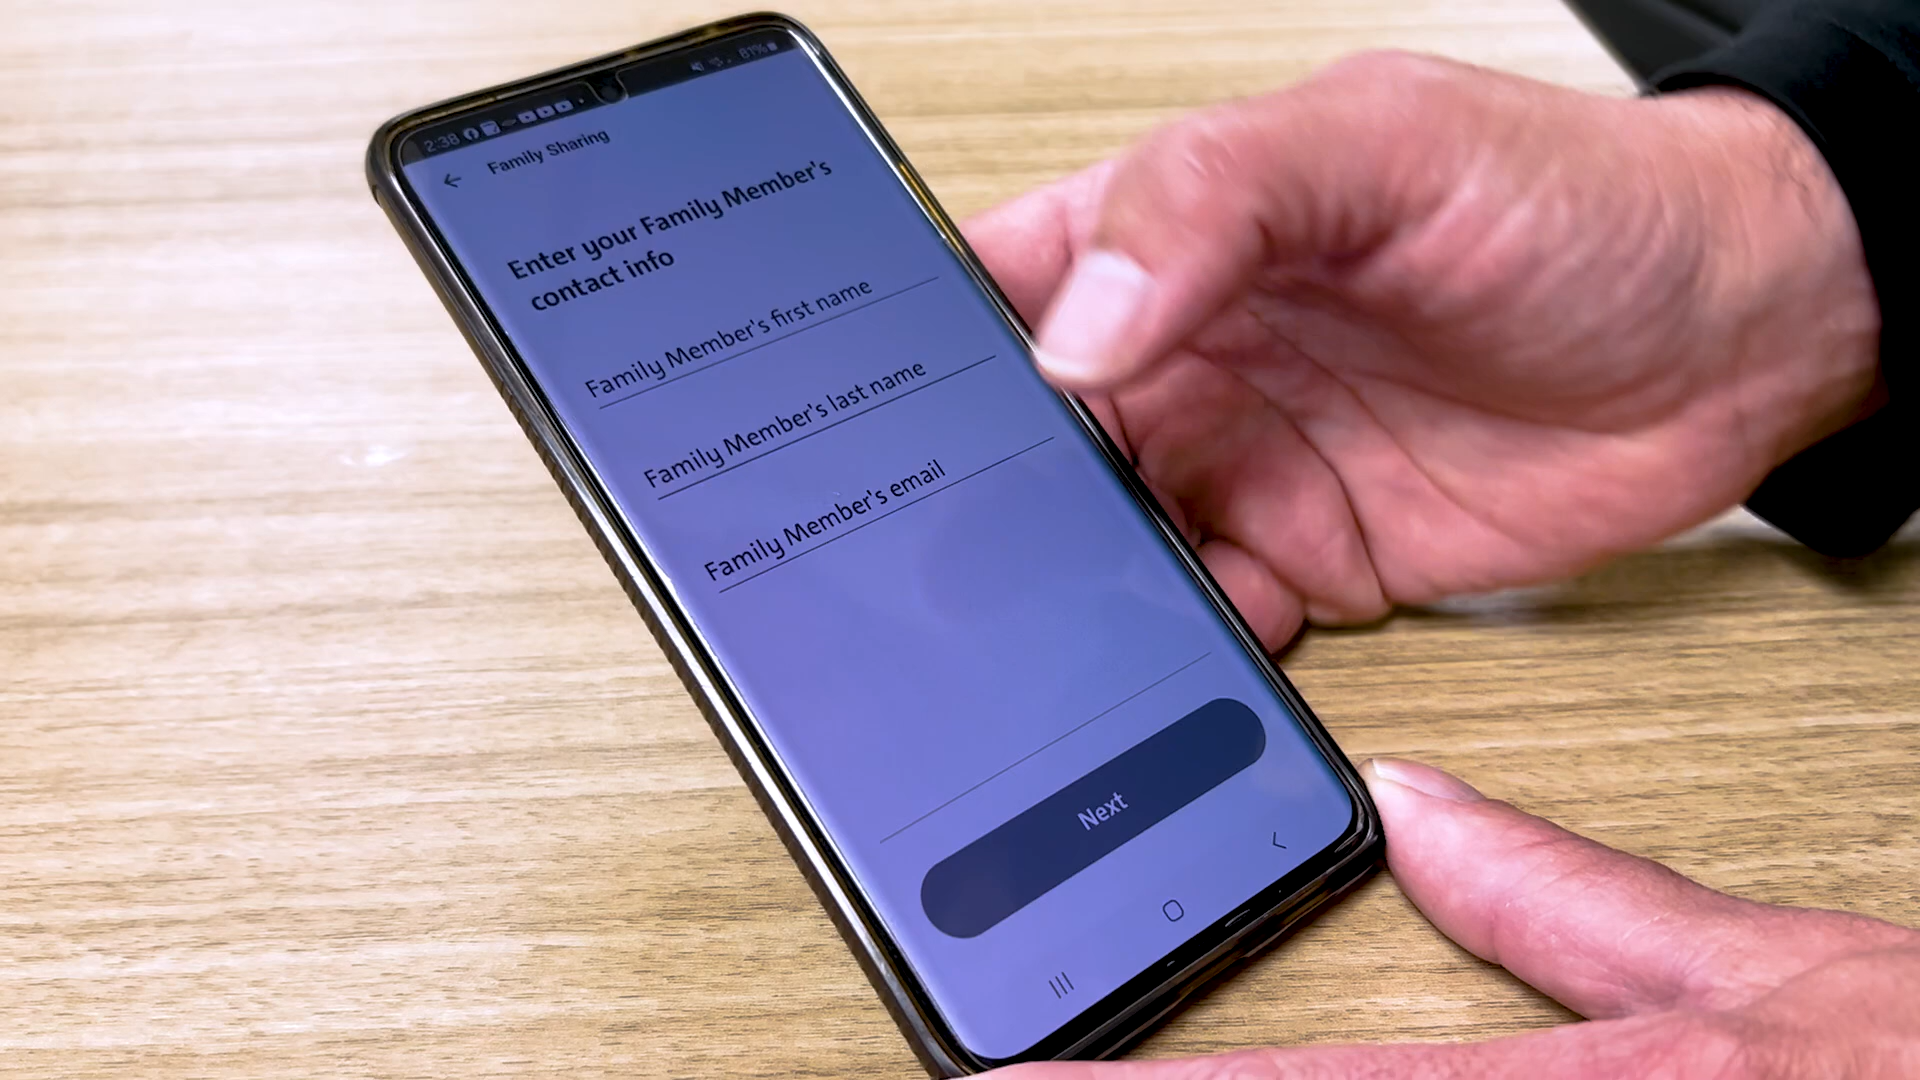 2:38 81%
Family Sharing
Enter your Family Member's
contact info
Family Member's first name
Family Member's last name
Family Member's email
Next